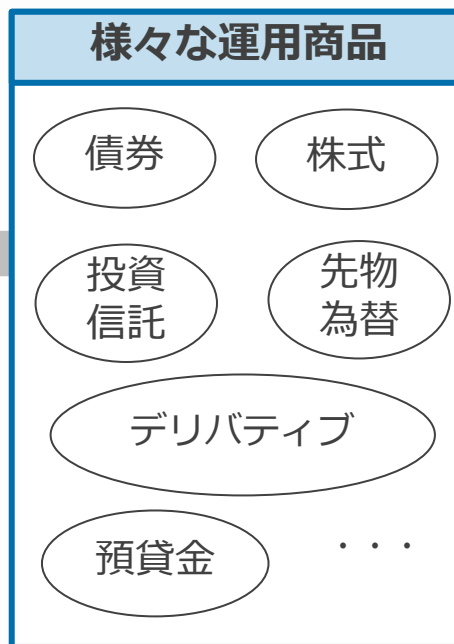 様々な運用商品
債券
株式
投資
信託
先物
為替
デリバティブ
預貸金
・・・